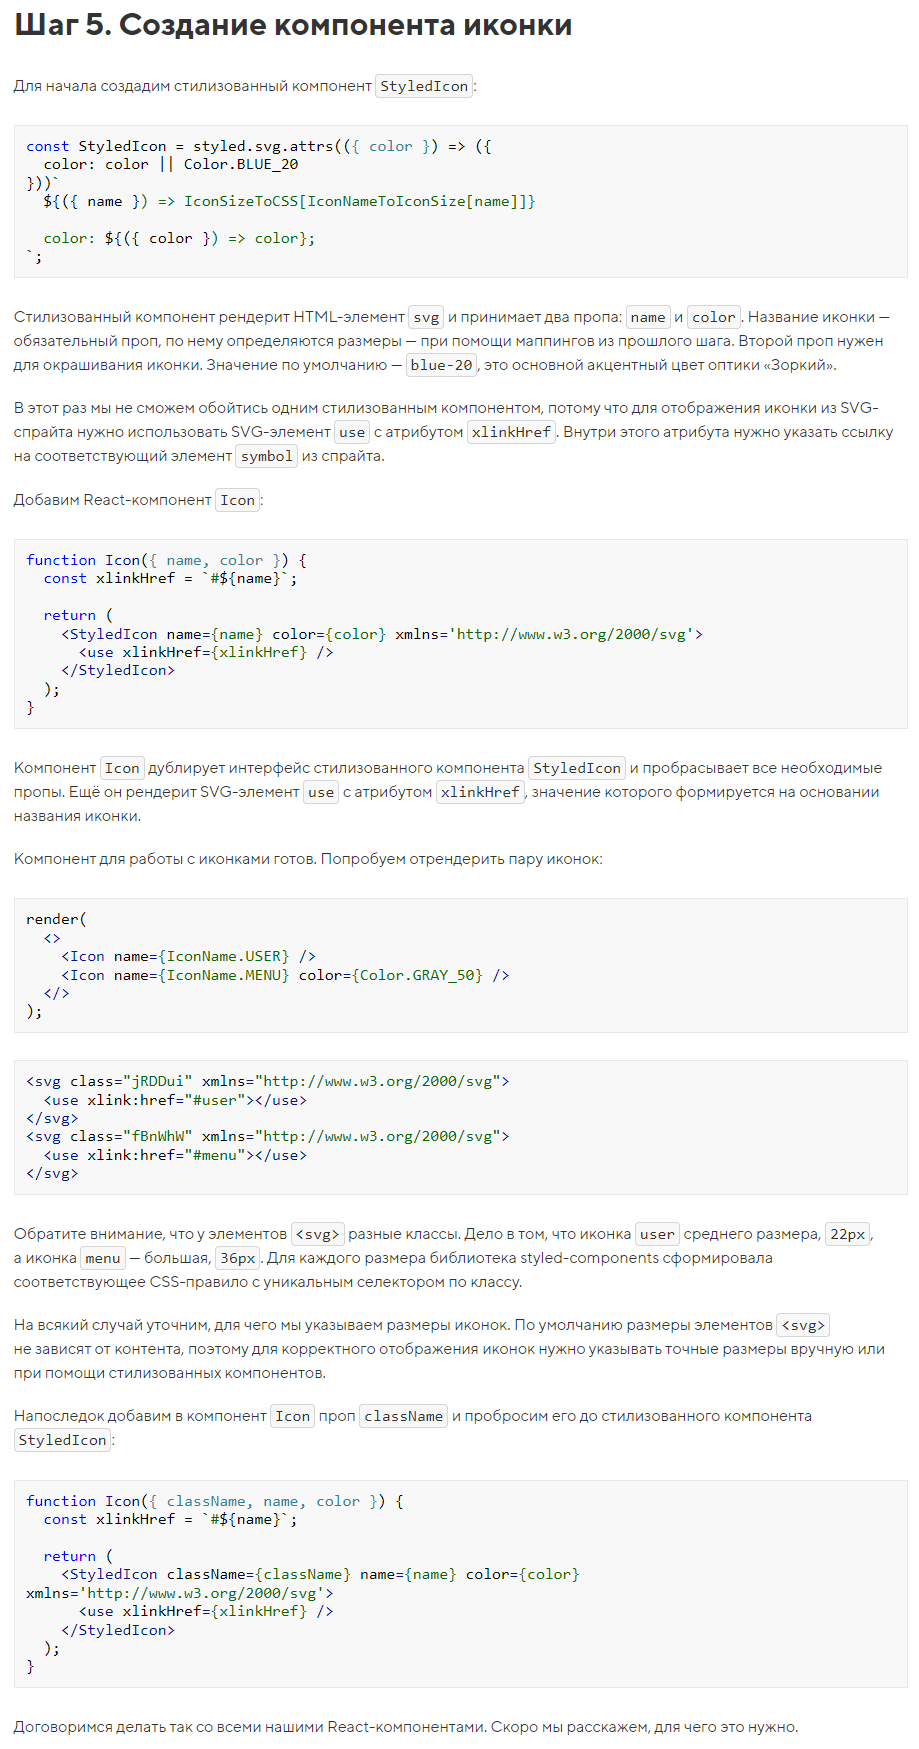 Шаг 5. Создание компонента иконки
Для начала создадим стилизованный компонент StyledIcon:
const StyledIcon = styled.svg.attrs(({ color }) => ({
  color: color || Color.BLUE_20
}))`
  ${({ name }) => IconSizeToCSS[IconNameToIconSize[name]]}
  color: ${({ color }) => color};
`;
Стилизованный компонент рендерит HTML-элемент svg и принимает два пропа: name и color. Название иконки —
обязательный проп, по нему определяются размеры — при помощи маппингов из прошлого шага. Второй проп нужен
для окрашивания иконки. Значение по умолчанию — blue-20, это основной акцентный цвет оптики «Зоркий».
В этот раз мы не сможем обойтись одним стилизованным компонентом, потому что для отображения иконки из SVG-
спрайта нужно использовать SVG-элемент use с атрибутом xlinkHref. Внутри этого атрибута нужно указать ссылку
на соответствующий элемент symbol из спрайта.
Добавим React-компонент Icon:
function Icon({ name, color }) {
  const xlinkHref = `#${name}`;
  return (
    <StyledIcon name={name} color={color} xmlns='http://www.w3.org/2000/svg'>
      <use xlinkHref={xlinkHref} />
    </StyledIcon>
  );
}
Компонент Icon дублирует интерфейс стилизованного компонента StyledIcon и пробрасывает все необходимые
пропы. Ещё он рендерит SVG-элемент use с атрибутом xlinkHref, значение которого формируется на основании
названия иконки.
Компонент для работы с иконками готов. Попробуем отрендерить пару иконок:
render(
  <>
    <Icon name={IconName.USER} />
    <Icon name={IconName.MENU} color={Color.GRAY_50} />
  </>
);
<svg class="jRDDui" xmlns="http://www.w3.org/2000/svg">
  <use xlink:href="#user"></use>
</svg>
<svg class="fBnWhW" xmlns="http://www.w3.org/2000/svg">
  <use xlink:href="#menu"></use>
</svg>
Обратите внимание, что у элементов <svg> разные классы. Дело в том, что иконка user среднего размера, 22px,
а иконка menu — большая, 36px. Для каждого размера библиотека styled-components сформировала
соответствующее CSS-правило с уникальным селектором по классу.
На всякий случай уточним, для чего мы указываем размеры иконок. По умолчанию размеры элементов <svg>
не зависят от контента, поэтому для корректного отображения иконок нужно указывать точные размеры вручную или
при помощи стилизованных компонентов.
Напоследок добавим в компонент Icon проп className и пробросим его до стилизованного компонента
StyledIcon:
function Icon({ className, name, color }) {
  const xlinkHref = `#${name}`;
  return (
    <StyledIcon className={className} name={name} color={color}
xmlns='http://www.w3.org/2000/svg'>
      <use xlinkHref={xlinkHref} />
    </StyledIcon>
  );
}
Договоримся делать так со всеми нашими React-компонентами. Скоро мы расскажем, для чего это нужно.